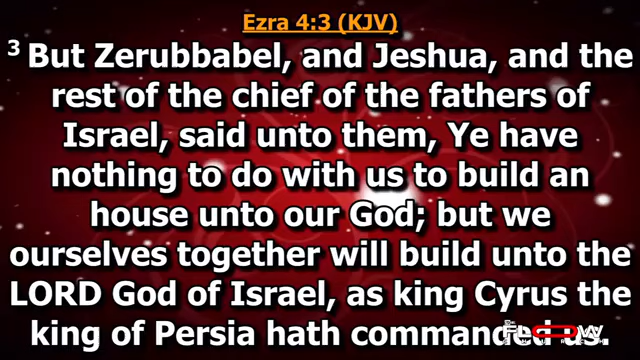 Ezra 4:3 (KJV)
3 But Zerubbabel, and Jeshua, and the
rest of the chief of the fathers of
Israel, said unto them, Ye have
nothing to do with us to build an
house unto our God; but we
ourselves together will build unto the
LORD God of Israel, as king Cyrus the
king of Persia hath commanded us.